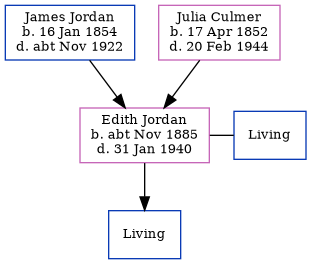 James Jordan
b. 16 Jan 1854
d. abt Nov 1922
Julia Culmer
b. 17 Apr 1852
d. 20 Feb 1944
Edith Jordan
b. abt Nov 1885
d. 31 Jan 1940
Living
Living